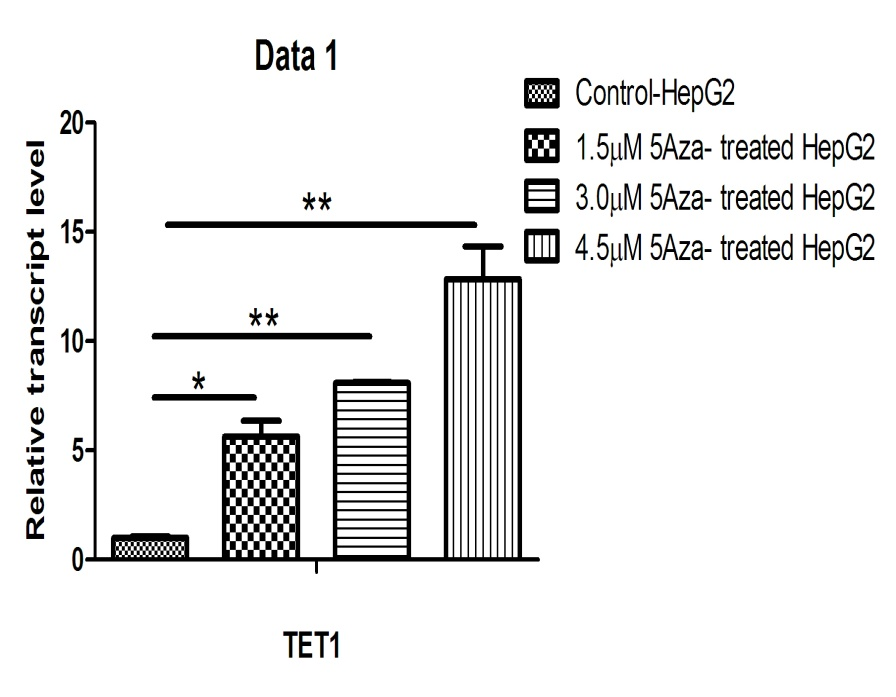 Data 1
Control-HepG2
1.5μM 5Aza- treated HepG2
3.0μM 5Aza- treated HepG2
4.5μM 5Aza- treated HepG2
Relative transcript level
20
15
10
5
0
**
**
*
TET1